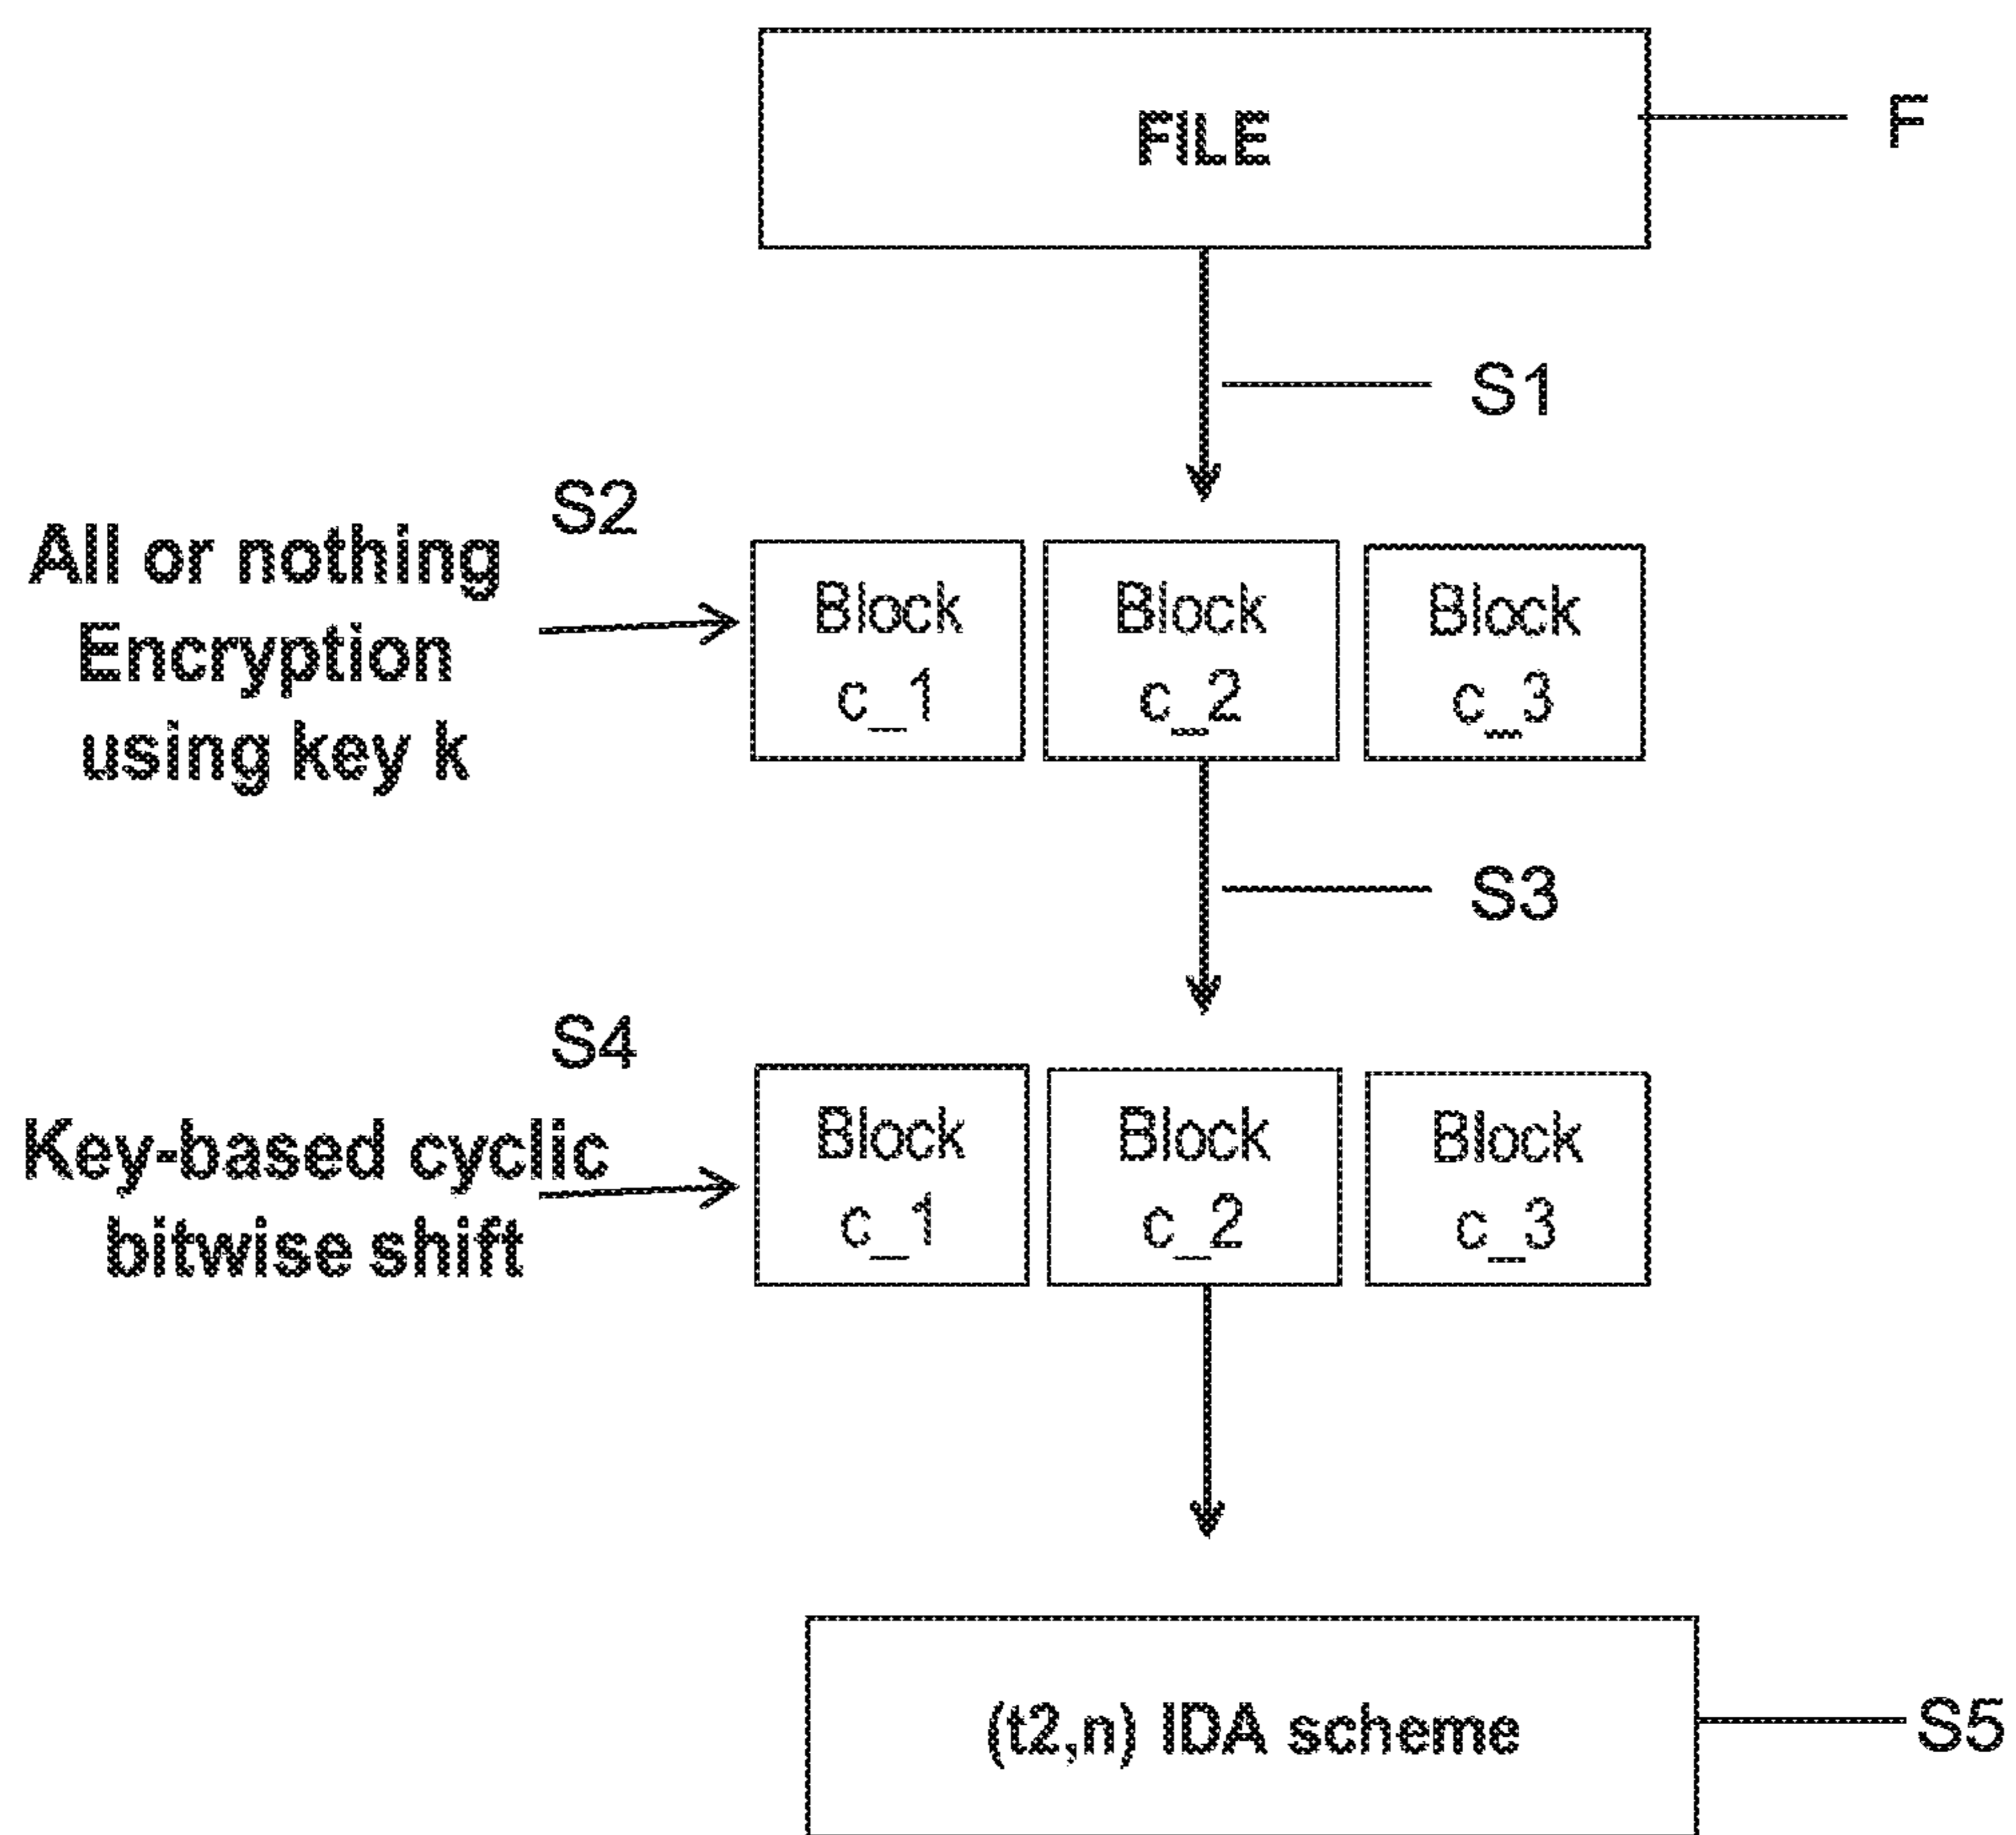 FILE
F
S1
S2
All or nothing
Encryption
using key k
Block
c_1
Block
c_2
Block
c_3
S3
S4
Key-based cyclic
bitwise shift
Block
c_1
Block
c_2
Block
c_3
(t2,n) IDA scheme
S5